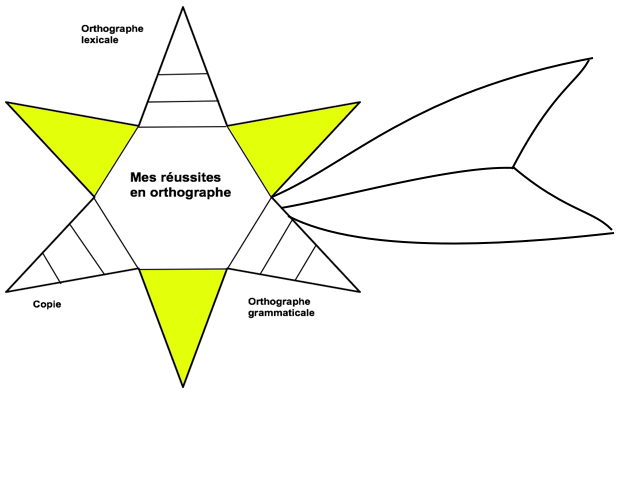 Orthographe
lexicale
Mes réussites
en orthographe
Copie
Orthographe
grammaticale